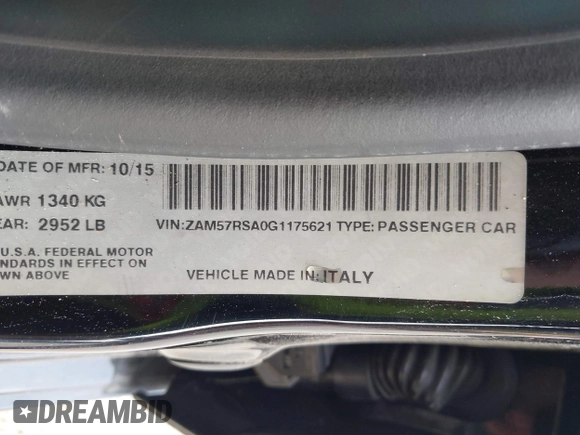 DATE OF MFR: 10/15
AWR 1340 KG
EAR: 2952 LB
VIN:ZAM57RSA0G1175621 TYPE: PASSENGER CAR
U.S.A. FEDERAL MOTOR
ANDARDS IN EFFECT ON
WN ABOVE
VEHICLE MADE IN: ITALY
DREAMBID